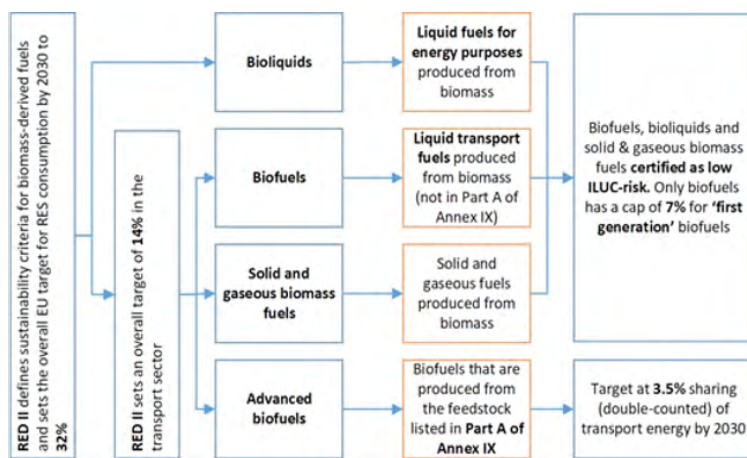 RED II defines sustainability criteria for biomass-derived fuels
and sets the overall EU target for RES consumption by 2030 to
32%
RED II sets an overall target of 14% in the
transport sector
Bioliquids
Liquid fuels for
energy purposes
produced from
biomass
Biofuels
Liquid transport
fuels produced
from biomass
(not in Part A of
Annex IX)
Solid and
gaseous biomass
fuels
Solid and
gaseous fuels
produced from
biomass
Biofuels, bioliquids and
solid & gaseous biomass
fuels certified as low
ILUC-risk. Only biofuels
has a cap of 7% for ‘first
generation’ biofuels
Advanced
biofuels
Biofuels that are
produced from
the feedstock
listed in Part A of
Annex IX
Target at 3.5% sharing
(double-counted) of
transport energy by 2030